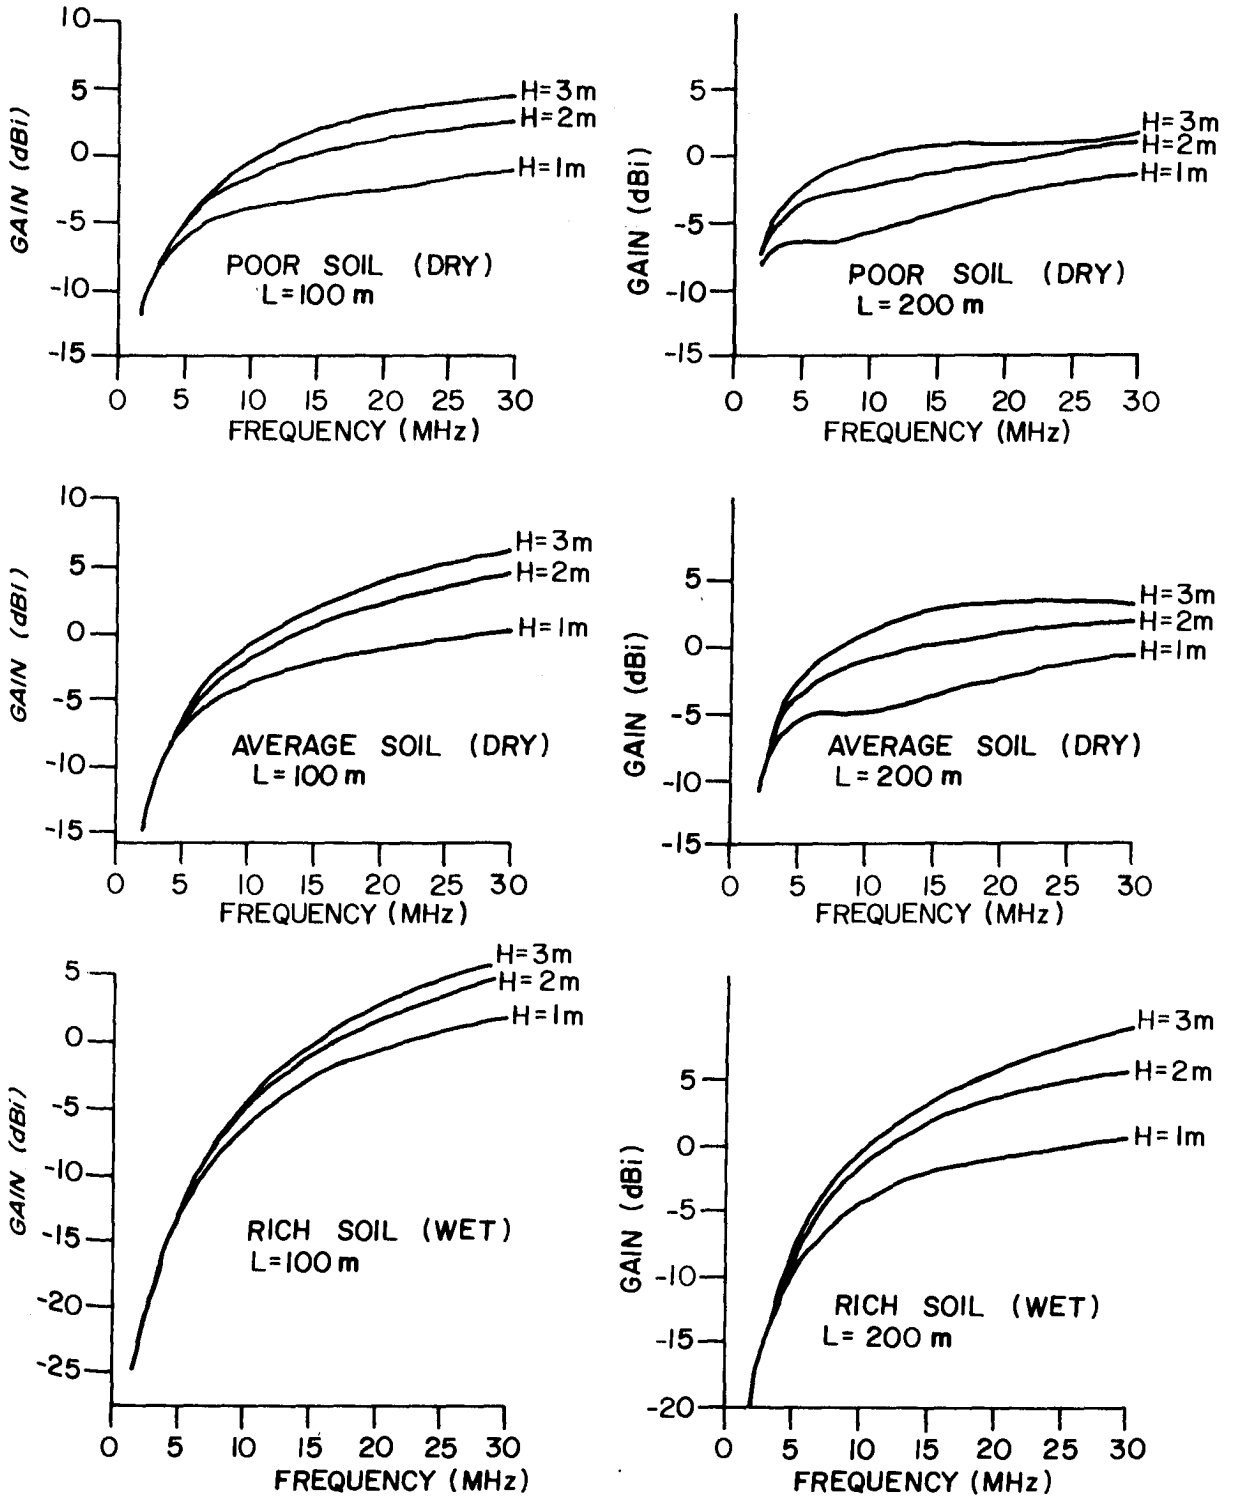 10
5
0
-5
-10
-15
GAIN (dBi)
H=3m
H=2m
H=1m
POOR SOIL (DRY)
L=100 m
0 5 10 15 20 25 30
FREQUENCY (MHz)
5
0
-5
-10
-15
GAIN (dBi)
H=3m
H=2m
H=1m
POOR SOIL (DRY)
L=200 m
0 5 10 15 20 25 30
FREQUENCY (MHz)
10
5
0
-5
-10
-15
GAIN (dBi)
H=3m
H=2m
H=1m
AVERAGE SOIL (DRY)
L=100 m
0 5 10 15 20 25 30
FREQUENCY (MHz)
5
0
-5
-10
-15
GAIN (dBi)
H=3m
H=2m
H=1m
AVERAGE SOIL (DRY)
L=200 m
0 5 10 15 20 25 30
FREQUENCY (MHz)
5
0
-5
-10
-15
-20
-25
GAIN (dBi)
H=3m
H=2m
H=1m
RICH SOIL (WET)
L=100 m
0 5 10 15 20 25 30
FREQUENCY (MHz)
5
0
-5
-10
-15
-20
GAIN (dBi)
H=3m
H=2m
H=1m
RICH SOIL (WET)
L=200 m
0 5 10 15 20 25 30
FREQUENCY (MHz)